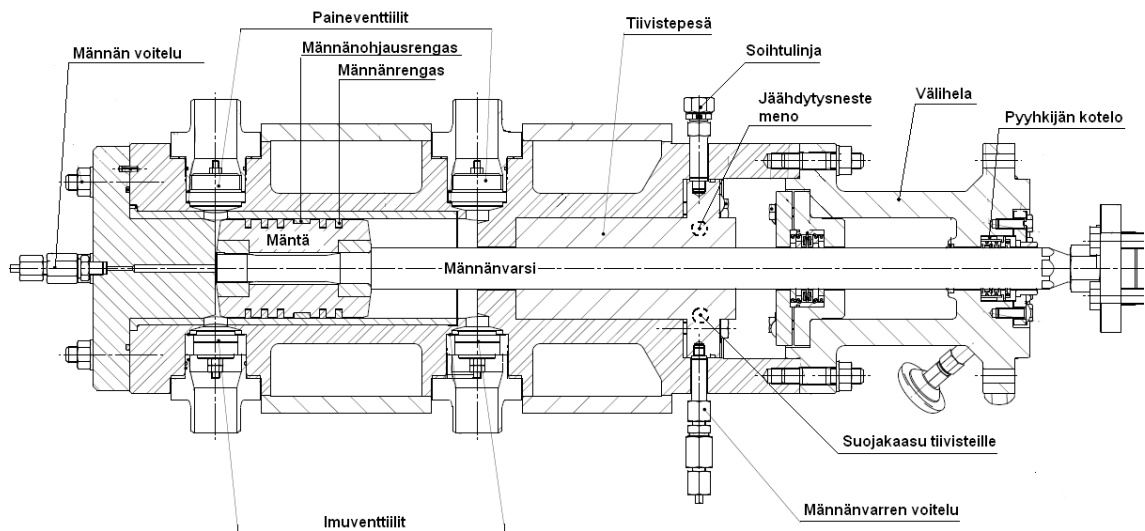 Paineventtiilit
Männän voitelu
Männänohjausrengas
Männänrengas
Tiivistepesä
Soihtulinja
Jäähdytysneste
meno
Välihela
Pyyhkijän kotelo
Mäntä
Männänvarsi
Suojakaasu tiivisteille
Männänvarren voitelu
Imuventtiilit